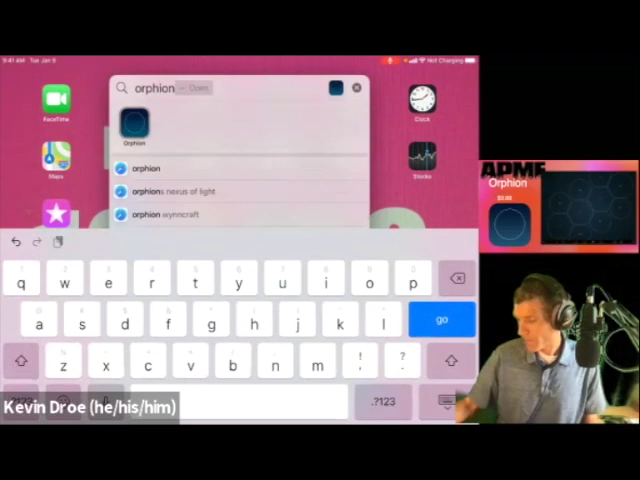 9:41 AM Tue Jan 9
Not Charging
orphion — Open
FaceTime
Orphion
Clock
Maps
Stocks
orphion
orphions nexus of light
orphion wynncraft
APME
Orphion
q w e r t y u i o p
a s d f g h j k l go
z x c v b n m ! , ? .
.?123
Kevin Droe (he/his/him)